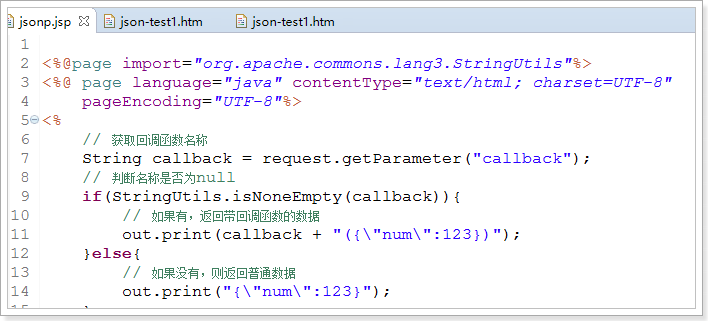 jsonp.jsp json-test1.htm json-test1.htm
1
2 <%@page import="org.apache.commons.lang3.StringUtils"%>
3 <%@ page language="java" contentType="text/html; charset=UTF-8"
4 pageEncoding="UTF-8"%>
5 <%
6 // 获取回调函数名称
7 String callback = request.getParameter("callback");
8 // 判断名称是否为null
9 if(StringUtils.isNoneEmpty(callback)){
10 // 如果有，返回带回调函数的数据
11 out.print(callback + "({\"num\":123})");
12 }else{
13 // 如果没有，则返回普通数据
14 out.print("{\"num\":123}");